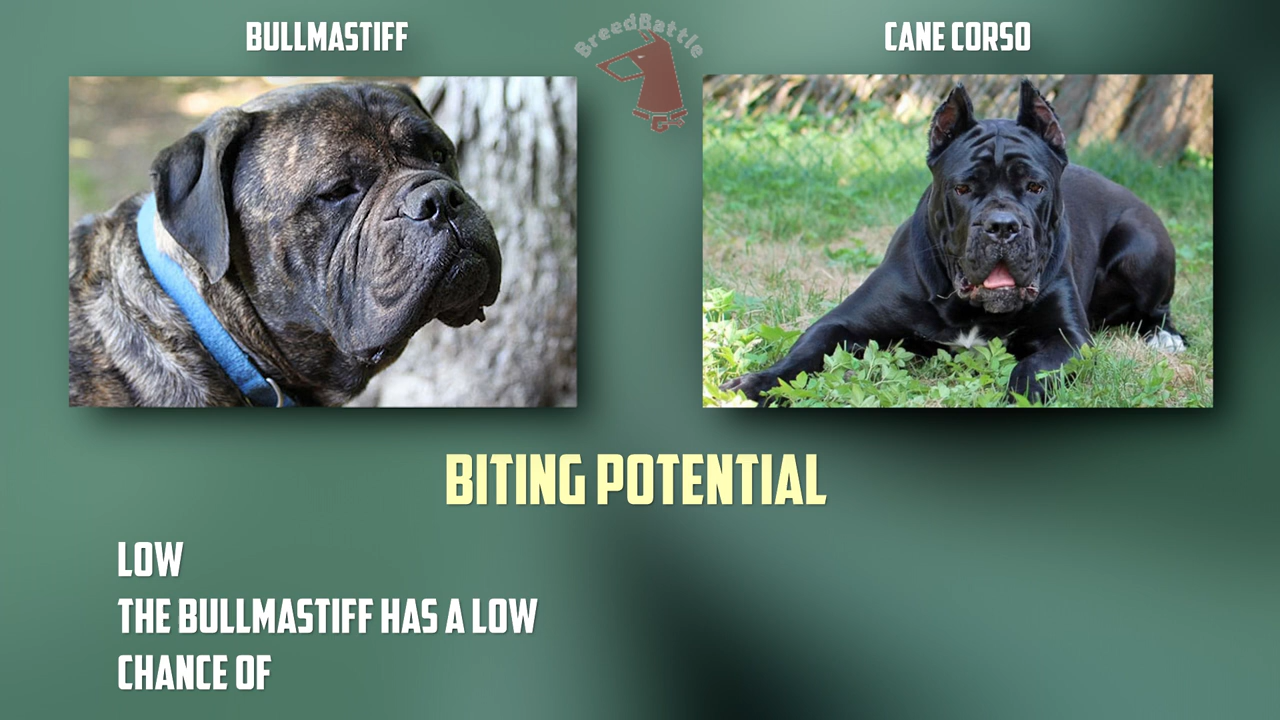 BULLMASTIFF
BreedBattle
CANE CORSO
BITING POTENTIAL
LOW
THE BULLMASTIFF HAS A LOW
CHANCE OF